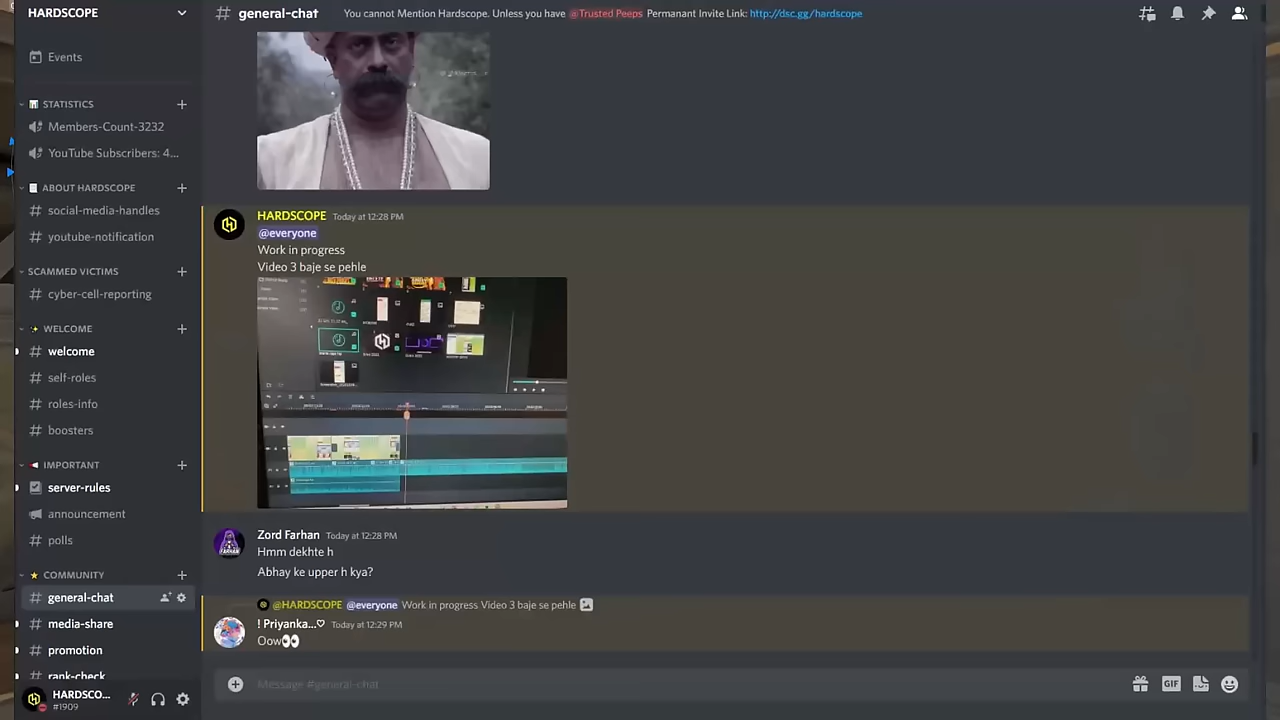 HARDSCOPE
Events
STATISTICS
Members-Count-3232
YouTube Subscribers: 4...
ABOUT HARDSCOPE
# social-media-handles
# youtube-notification
SCAMMED VICTIMS
# cyber-cell-reporting
WELCOME
# welcome
# self-roles
# roles-info
# boosters
IMPORTANT
server-rules
announcement
# polls
COMMUNITY
# general-chat
# media-share
# promotion
# rank-check
HARDSCO...
#1909
# general-chat You cannot Mention Hardscope. Unless you have @Trusted Peeps Permanant Invite Link: http://dsc.gg/hardscope
HARDSCOPE Today at 12:28 PM
@everyone
Work in progress
Video 3 baje se pehle
Zord Farhan Today at 12:28 PM
Hmm dekhte h
Abhay ke upper h kya?
@HARDSCOPE @everyone Work in progress Video 3 baje se pehle
! Priyanka...♡ Today at 12:29 PM
Oow👀
Message #general-chat
GIF